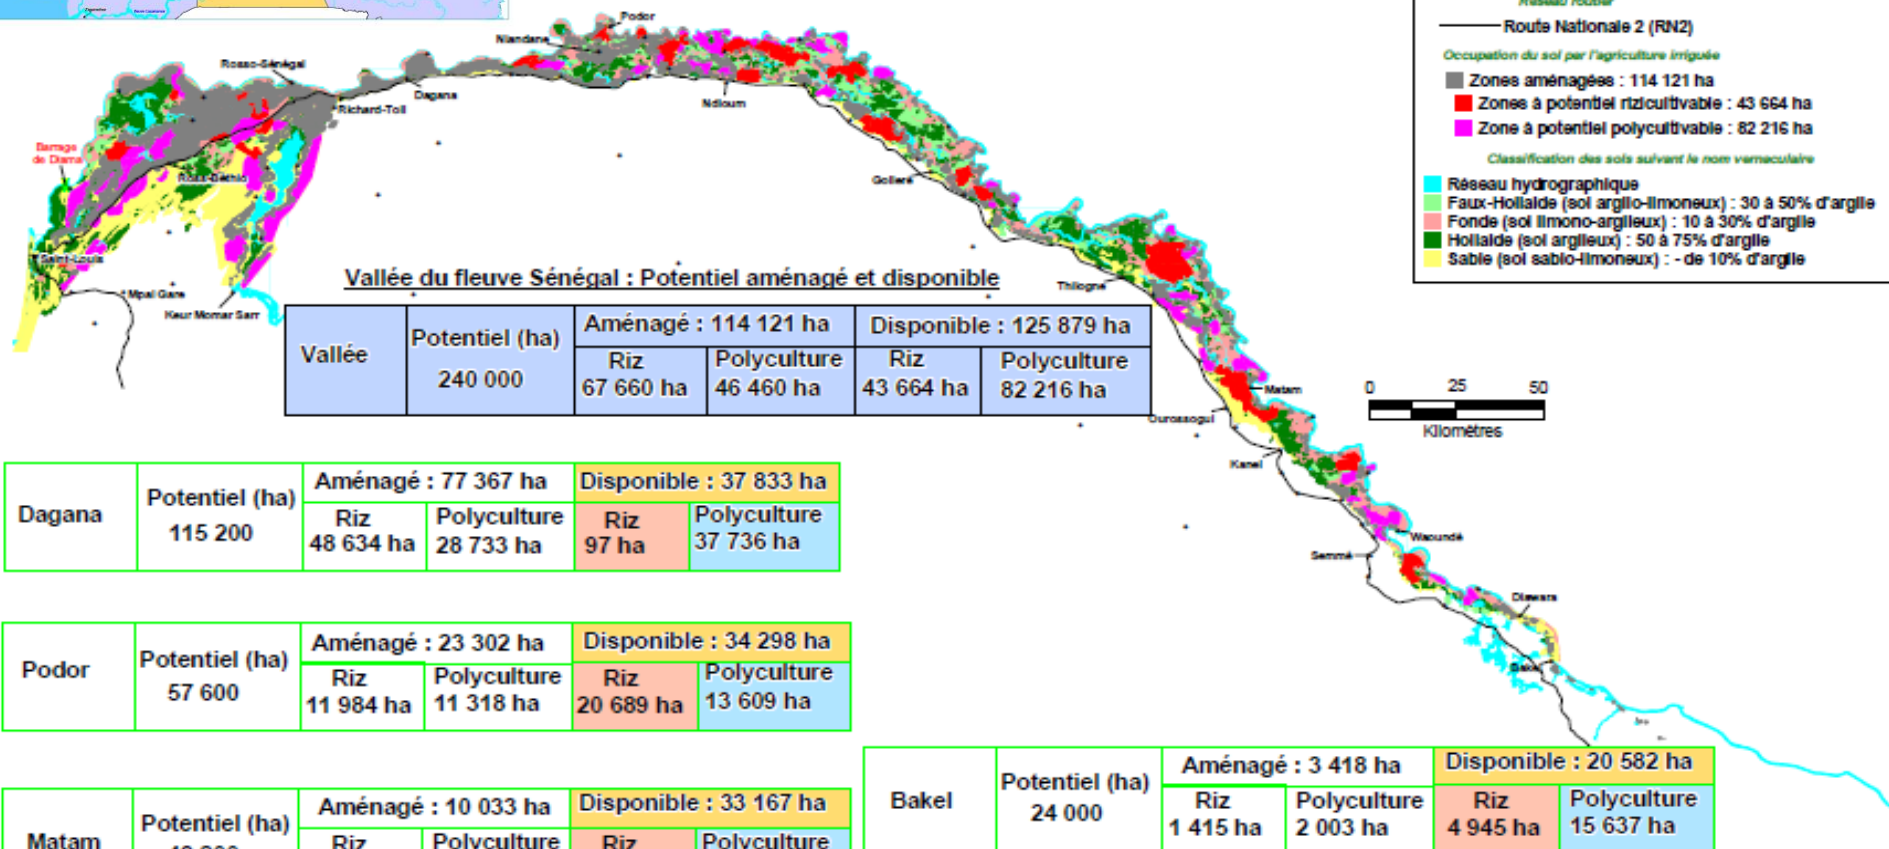 Réseau routier
Route Nationale 2 (RN2)
Occupation du sol par l'agriculture irriguée
Zones aménagées : 114 121 ha
Zones à potentiel rizicultivable : 43 664 ha
Zone à potentiel polycultivable : 82 216 ha
Classification des sols suivant le nom vernaculaire
Réseau hydrographique
Faux-Hollalde (sol argilo-limoneux) : 30 à 50% d'argile
Fonde (sol limono-argileux) : 10 à 30% d'argile
Hollalde (sol argileux) : 50 à 75% d'argile
Sable (sol sablo-limoneux) : - de 10% d'argile
Podor
Niandane
Rosso-Sénégal
Dagana
Richard-Toll
Ndioum
Barrage
de Diama
Ross-Béthio
Golleré
Saint-Louis
Mpal Gare
Keur Momar Sarr
Thilogne
Matam
Ourossogui
Kanel
Waoundé
Semmé
Diawara
Bakel
0 25 50
Kilomètres
Vallée du fleuve Sénégal : Potentiel aménagé et disponible
Vallée
Potentiel (ha)
240 000
Aménagé : 114 121 ha
Disponible : 125 879 ha
Riz
67 660 ha
Polyculture
46 460 ha
Riz
43 664 ha
Polyculture
82 216 ha
Dagana
Potentiel (ha)
115 200
Aménagé : 77 367 ha
Disponible : 37 833 ha
Riz
48 634 ha
Polyculture
28 733 ha
Riz
97 ha
Polyculture
37 736 ha
Podor
Potentiel (ha)
57 600
Aménagé : 23 302 ha
Disponible : 34 298 ha
Riz
11 984 ha
Polyculture
11 318 ha
Riz
20 689 ha
Polyculture
13 609 ha
Matam
Potentiel (ha)
Aménagé : 10 033 ha
Disponible : 33 167 ha
Riz
Polyculture
Riz
Polyculture
Bakel
Potentiel (ha)
24 000
Aménagé : 3 418 ha
Disponible : 20 582 ha
Riz
1 415 ha
Polyculture
2 003 ha
Riz
4 945 ha
Polyculture
15 637 ha